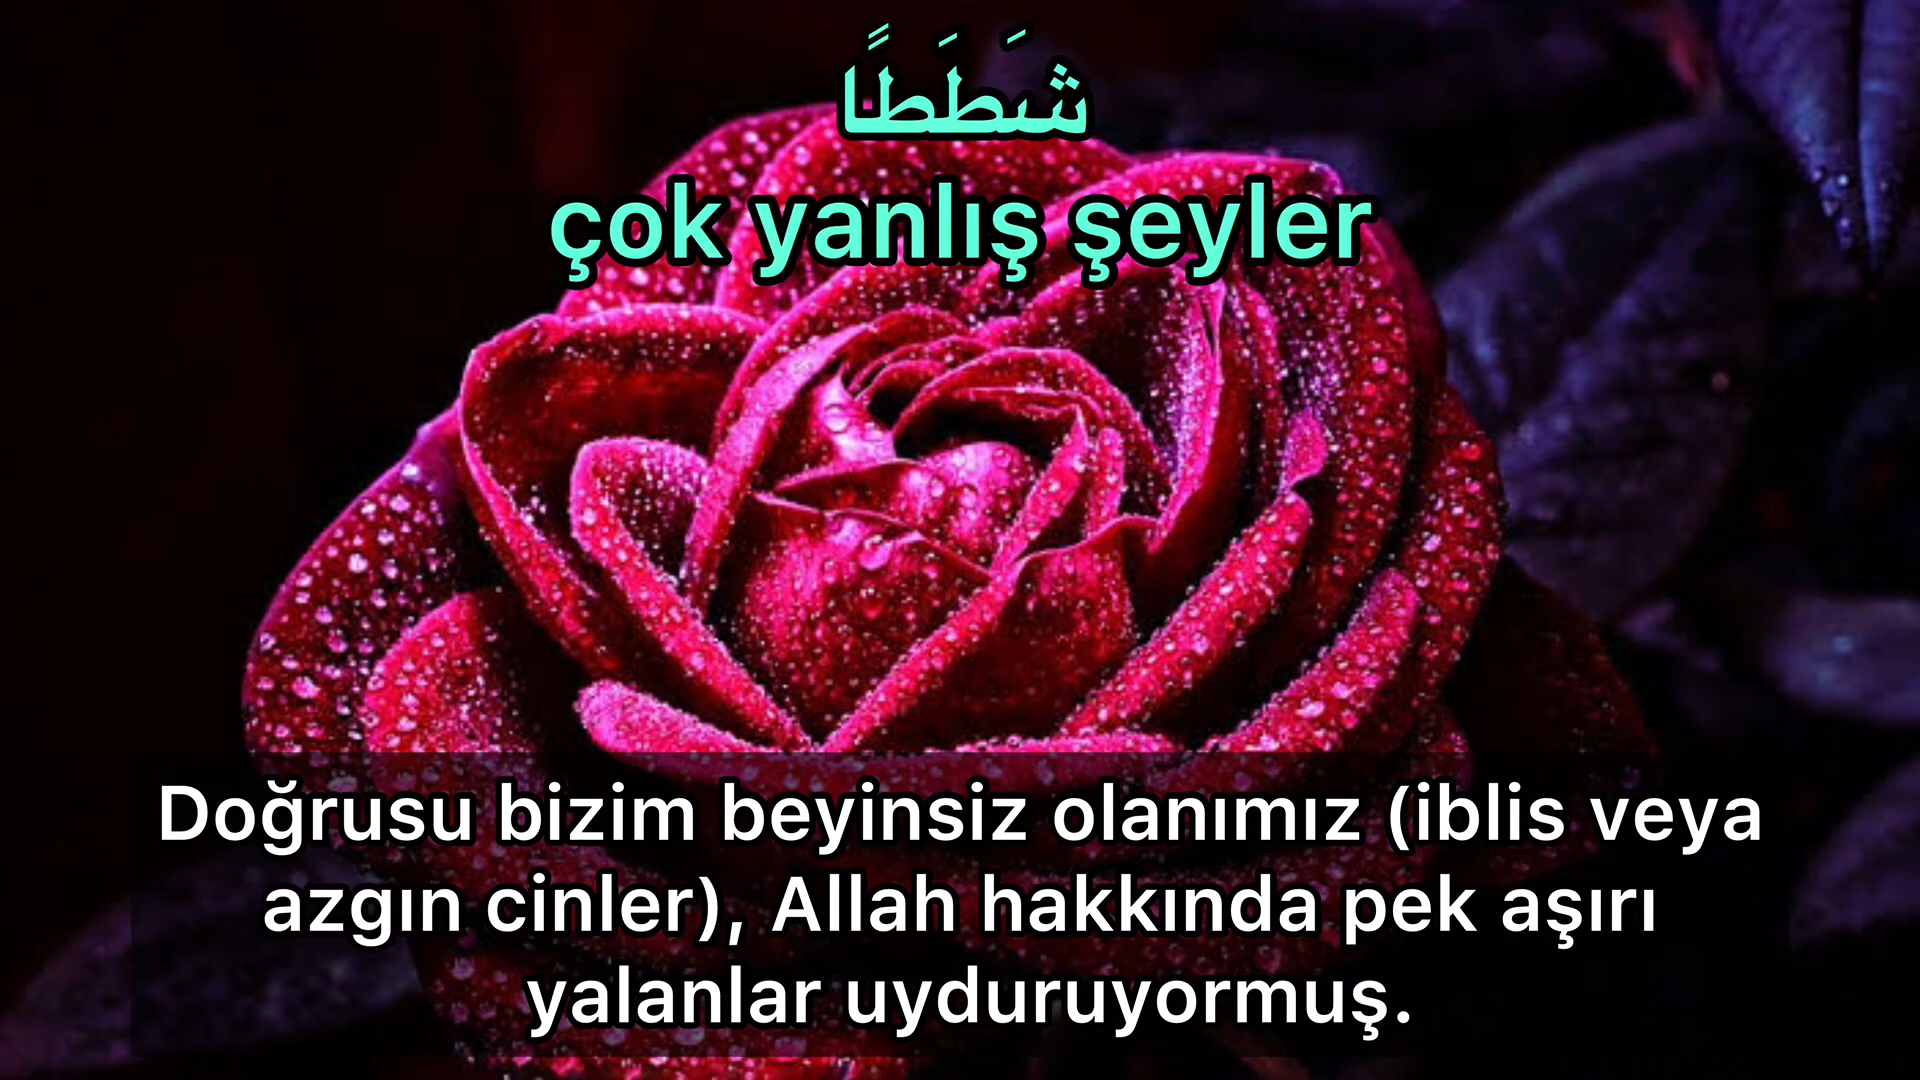 شَطَطًا
çok yanlış şeyler
Doğrusu bizim beyinsiz olanımız (iblis veya
azgın cinler), Allah hakkında pek aşırı
yalanlar uyduruyormuş.